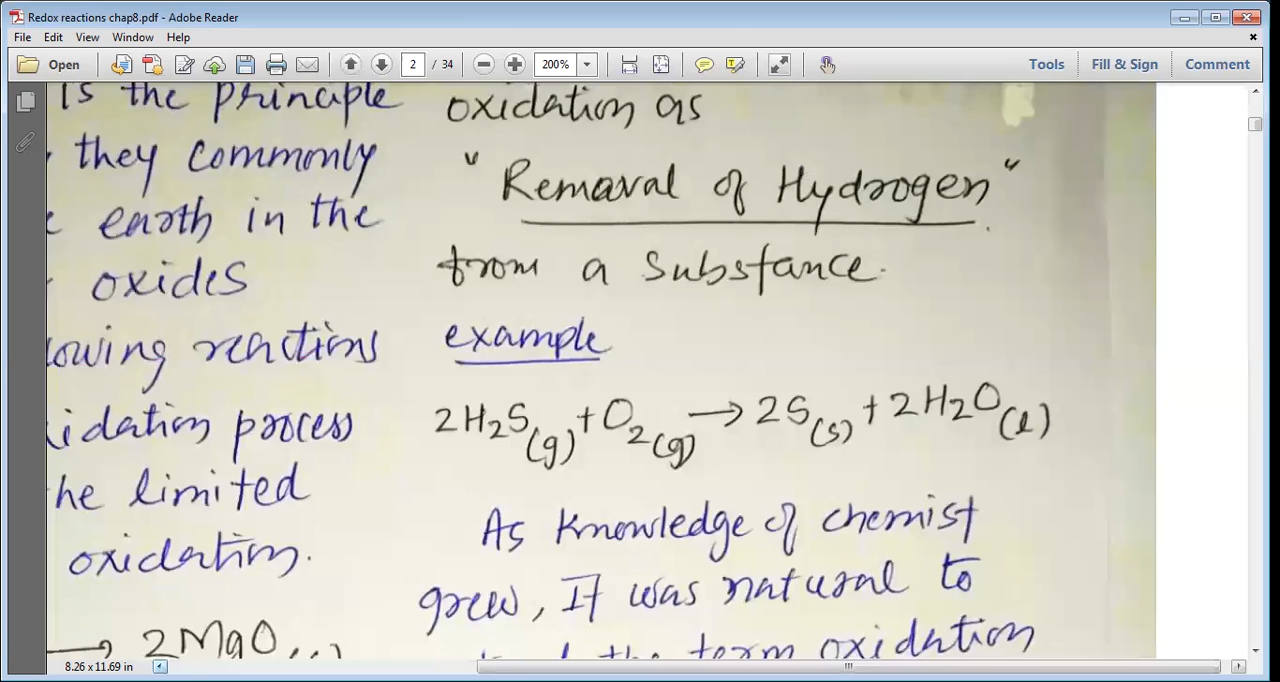 Redox reactions chap8.pdf - Adobe Reader
File Edit View Window Help
Open 2 / 34 200% Tools Fill & Sign Comment
is the principle
they commonly
earth in the
oxides
owing reactions
idation process
he limited
oxidation.
→ 2MgO
oxidation as
"Remaval of Hydrogen"
from a substance.
example
2H₂S(g) + O₂(g) → 2S(s) + 2H₂O(l)
As knowledge of chemist
grew, It was natural to
the term oxidation
8.26 x 11.69 in